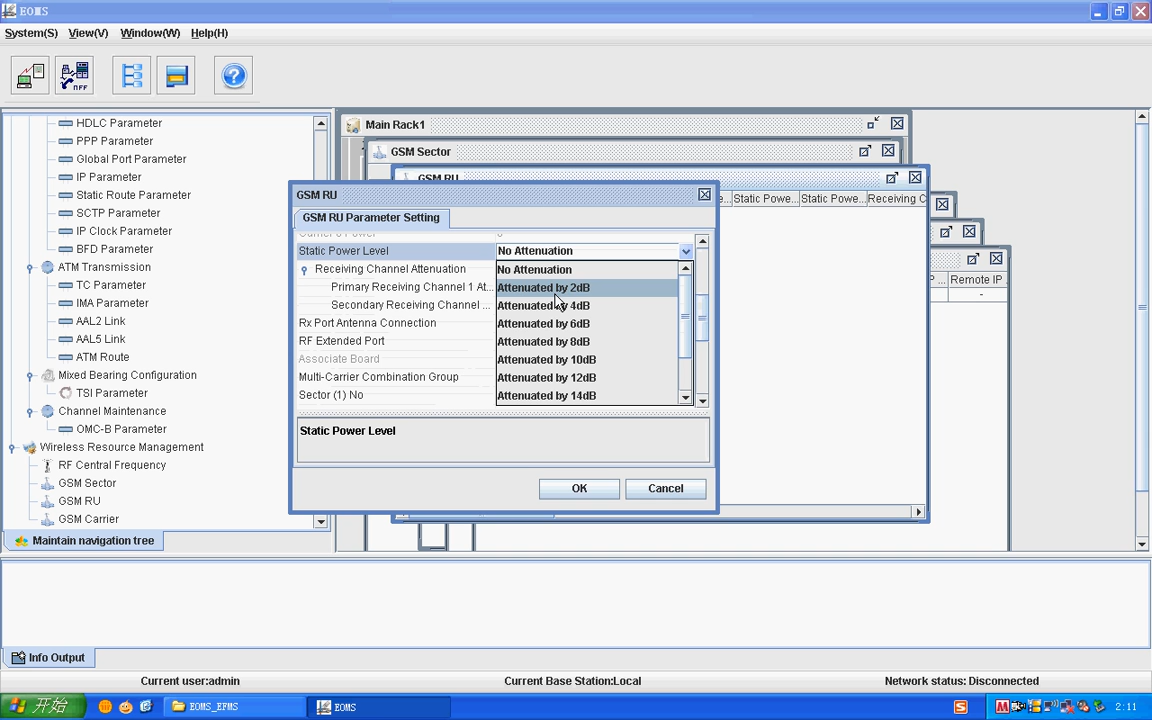 EOMS
System(S) View(V) Window(W) Help(H)
NFF
HDLC Parameter
PPP Parameter
Global Port Parameter
IP Parameter
Static Route Parameter
SCTP Parameter
IP Clock Parameter
BFD Parameter
ATM Transmission
TC Parameter
IMA Parameter
AAL2 Link
AAL5 Link
ATM Route
Mixed Bearing Configuration
TSI Parameter
Channel Maintenance
OMC-B Parameter
Wireless Resource Management
RF Central Frequency
GSM Sector
GSM RU
GSM Carrier
Maintain navigation tree
Main Rack1
GSM Sector
GSM RU
Static Powe... Static Powe... Receiving C
Remote IP
-
GSM RU
GSM RU Parameter Setting
Static Power Level No Attenuation
Receiving Channel Attenuation
Primary Receiving Channel 1 At...
Secondary Receiving Channel ...
Rx Port Antenna Connection
RF Extended Port
Associate Board
Multi-Carrier Combination Group
Sector (1) No
No Attenuation
Attenuated by 2dB
Attenuated by 4dB
Attenuated by 6dB
Attenuated by 8dB
Attenuated by 10dB
Attenuated by 12dB
Attenuated by 14dB
Static Power Level
OK Cancel
Info Output
Current user:admin Current Base Station:Local Network status: Disconnected
开始 EOMS_EFMS EOMS 2:11